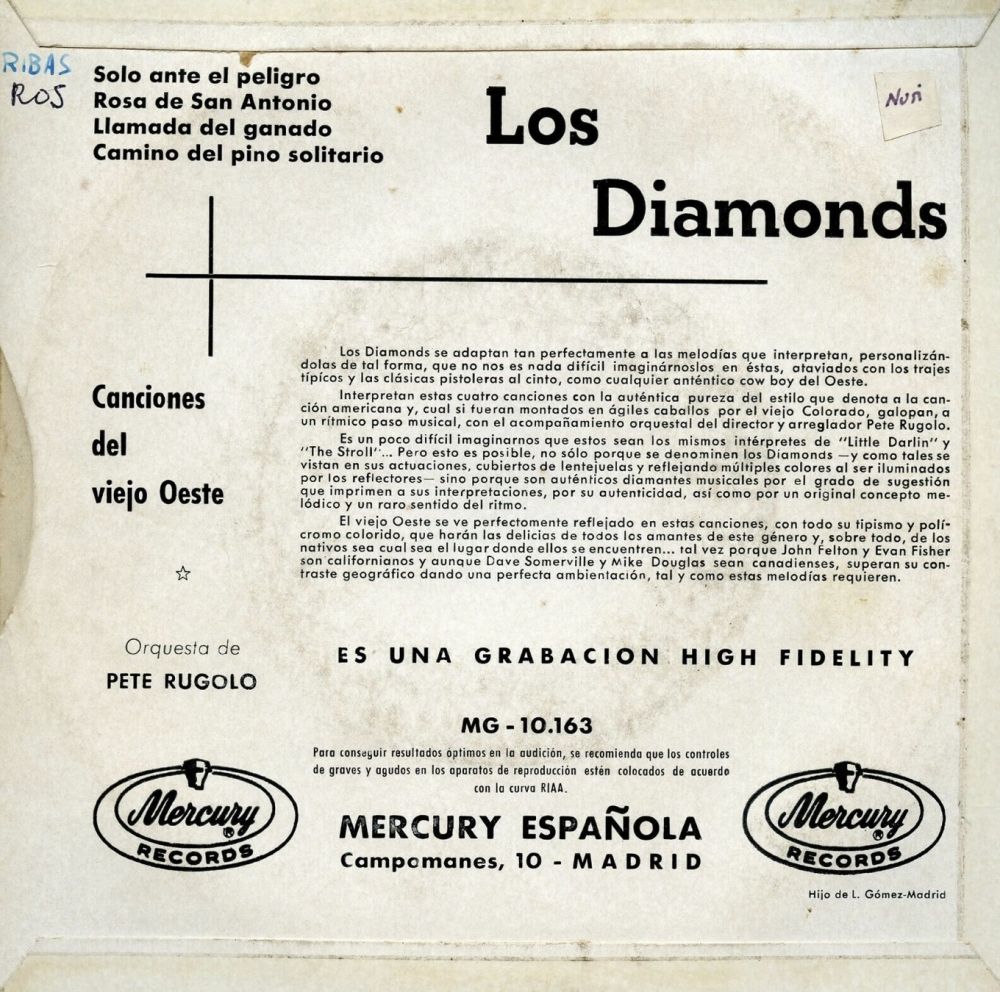 RIBAS
ROS
Solo ante el peligro
Rosa de San Antonio
Llamada del ganado
Camino del pino solitario
Los
Diamonds
Nuri
Canciones
del
viejo Oeste
Los Diamonds se adaptan tan perfectamente a las melodías que interpretan, personalizán-
dolas de tal forma, que no nos es nada difícil imaginárnoslos en éstas, ataviados con los trajes
típicos y las clásicas pistoleras al cinto, como cualquier anténtico cow boy del Oeste.
Interpretan estas cuatro canciones con la auténtica pureza del estilo que denota a la can-
ción americana y, cual si fueran montados en ágiles caballos por el viejo Colorado, galopan, a
un rítmico paso musical, con el acompañamiento orquestal del director y arreglador Pete Rugolo.
Es un poco difícil imaginarnos que estos sean los mismos intérpretes de "Little Darlin" y
"The Stroll"... Pero esto es posible, no sólo porque se denominen los Diamonds —y como tales se
vistan en sus actuaciones, cubiertos de lentejuelas y reflejando múltiples colores al ser iluminados
por los reflectores— sino porque son auténticos diamantes musicales por el grado de sugestión
que imprimen a sus interpretaciones, por su autenticidad, así como por un original concepto me-
lódico y un raro sentido del ritmo.
El viejo Oeste se ve perfectomente reflejado en estas canciones, con todo su tipismo y polí-
cromo colorido, que harán las delicias de todos los amantes de este género y, sobre todo, de los
nativos sea cual sea el lugar donde ellos se encuentren... tal vez porque John Felton y Evan Fisher
son californianos y aunque Dave Somerville y Mike Douglas sean canadienses, superan su con-
traste geográfico dando una perfecta ambientación, tal y como estas melodías requieren.
Orquesta de
PETE RUGOLO
ES UNA GRABACION HIGH FIDELITY
MG - 10.163
Para conseguir resultados óptimos en la audición, se recomienda que los controles
de graves y agudos en los aparatos de reproducción estén colocados de acuerdo
con la curva RIAA.
Mercury ®
RECORDS
MERCURY ESPAÑOLA
Campomanes, 10 - MADRID
Mercury ®
RECORDS
Hijo de L. Gómez-Madrid